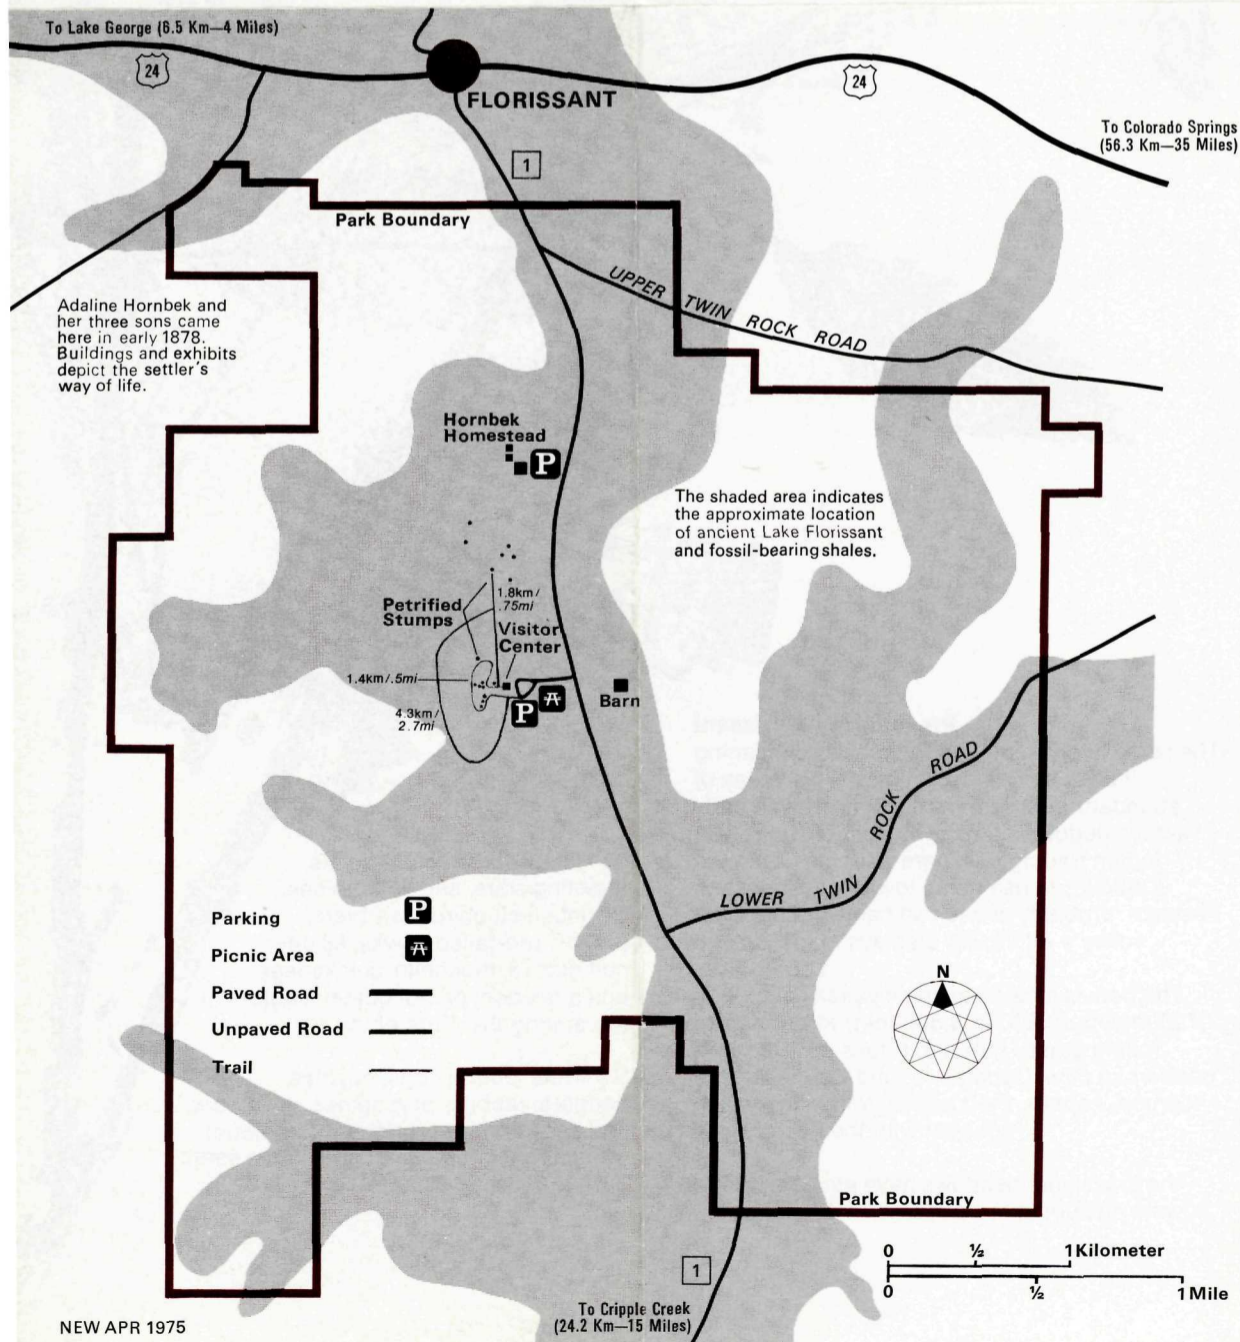 To Lake George (6.5 Km—4 Miles)
24
24
FLORISSANT
To Colorado Springs
(56.3 Km—35 Miles)
1
Park Boundary
UPPER TWIN ROCK ROAD
Adaline Hornbek and
her three sons came
here in early 1878.
Buildings and exhibits
depict the settler's
way of life.
Hornbek
Homestead
P
The shaded area indicates
the approximate location
of ancient Lake Florissant
and fossil-bearing shales.
1.8km/
.75mi
Petrified
Stumps
Visitor
Center
1.4km/.5mi
4.3km/
2.7mi
P
Barn
LOWER TWIN ROCK ROAD
Parking P
Picnic Area
Paved Road
Unpaved Road
Trail
N
Park Boundary
0 ½ 1 Kilometer
0 ½ 1 Mile
1
To Cripple Creek
(24.2 Km—15 Miles)
NEW APR 1975